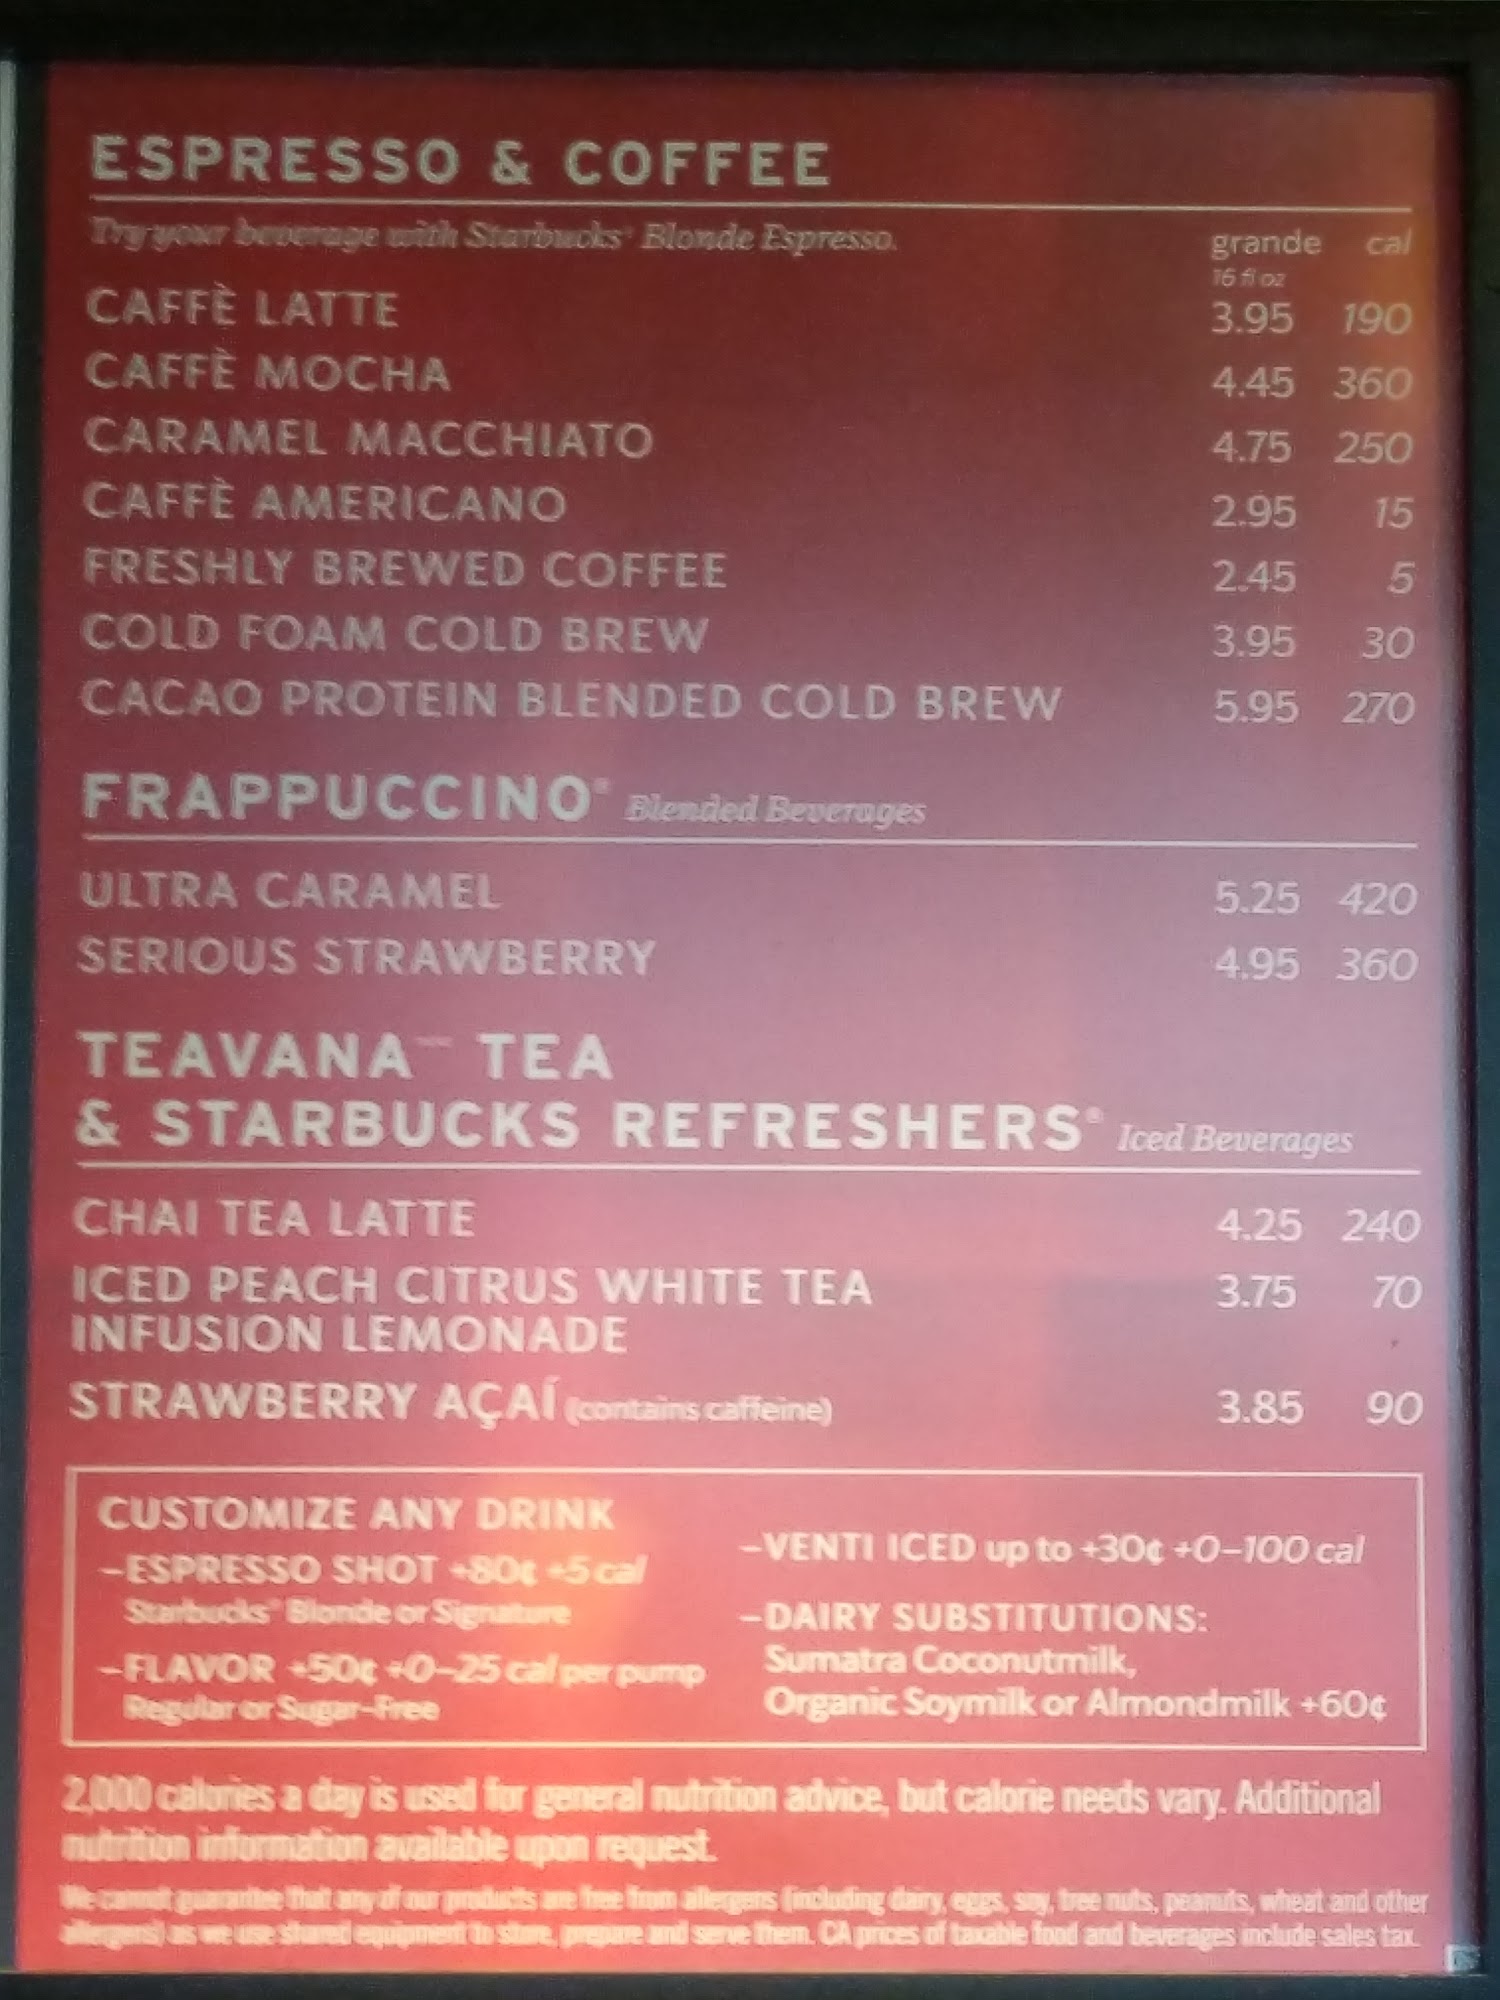 ESPRESSO & COFFEE
Try your beverage with Starbucks® Blonde Espresso.
grande cal
16 fl oz
CAFFÈ LATTE 3.95 190
CAFFÈ MOCHA 4.45 360
CARAMEL MACCHIATO 4.75 250
CAFFÈ AMERICANO 2.95 15
FRESHLY BREWED COFFEE 2.45 5
COLD FOAM COLD BREW 3.95 30
CACAO PROTEIN BLENDED COLD BREW 5.95 270
FRAPPUCCINO® Blended Beverages
ULTRA CARAMEL 5.25 420
SERIOUS STRAWBERRY 4.95 360
TEAVANA™ TEA
& STARBUCKS REFRESHERS® Iced Beverages
CHAI TEA LATTE 4.25 240
ICED PEACH CITRUS WHITE TEA 3.75 70
INFUSION LEMONADE
STRAWBERRY AÇAÍ (contains caffeine) 3.85 90
CUSTOMIZE ANY DRINK
–ESPRESSO SHOT +80¢ +5 cal
Starbucks® Blonde or Signature
–FLAVOR +50¢ +0–25 cal per pump
Regular or Sugar-Free
–VENTI ICED up to +30¢ +0–100 cal
–DAIRY SUBSTITUTIONS:
Sumatra Coconutmilk,
Organic Soymilk or Almondmilk +60¢
2,000 calories a day is used for general nutrition advice, but calorie needs vary. Additional
nutrition information available upon request.
We cannot guarantee that any of our products are free from allergens (including dairy, eggs, soy, tree nuts, peanuts, wheat and other
allergens) as we use shared equipment to store, prepare and serve them. CA prices of taxable food and beverages include sales tax.